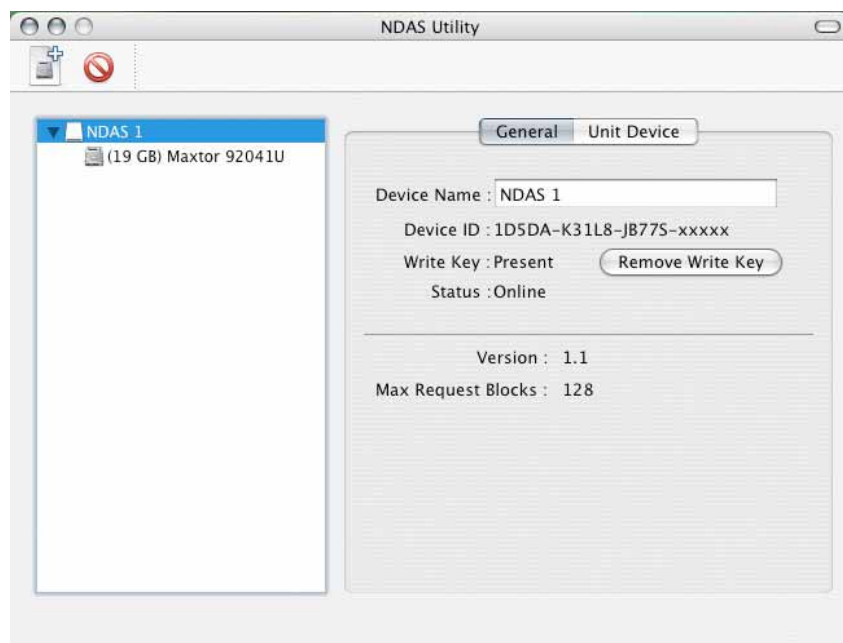 NDAS Utility
NDAS 1
(19 GB) Maxtor 92041U
General Unit Device
Device Name : NDAS 1
Device ID : 1D5DA-K31L8-JB77S-xxxxx
Write Key : Present Remove Write Key
Status : Online
Version : 1.1
Max Request Blocks : 128